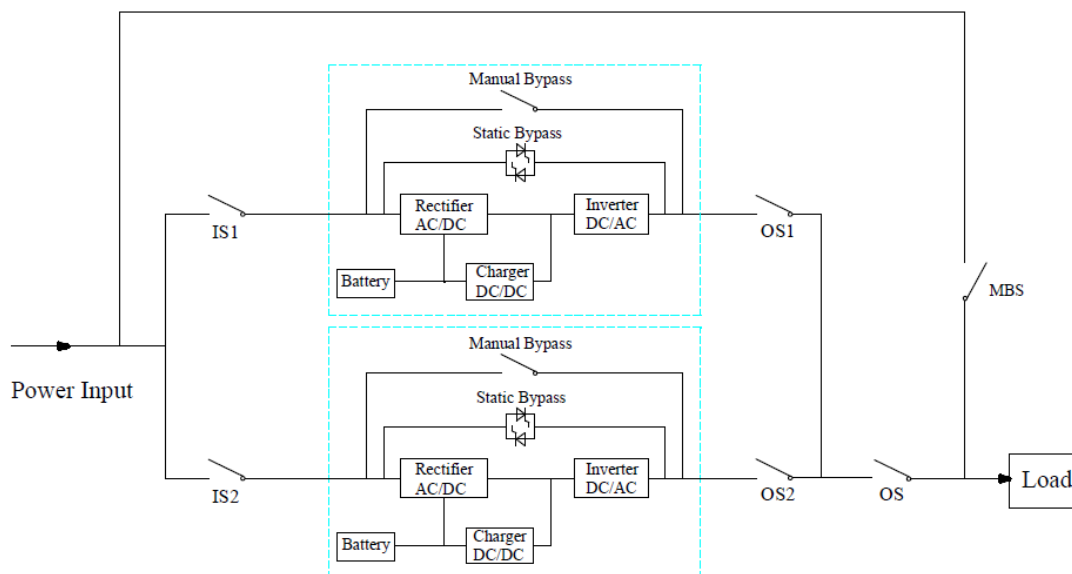 Manual Bypass
Static Bypass
Rectifier
AC/DC
Inverter
DC/AC
IS1
OS1
Battery
Charger
DC/DC
MBS
Power Input
Manual Bypass
Static Bypass
Rectifier
AC/DC
Inverter
DC/AC
IS2
OS2
OS
Load
Battery
Charger
DC/DC